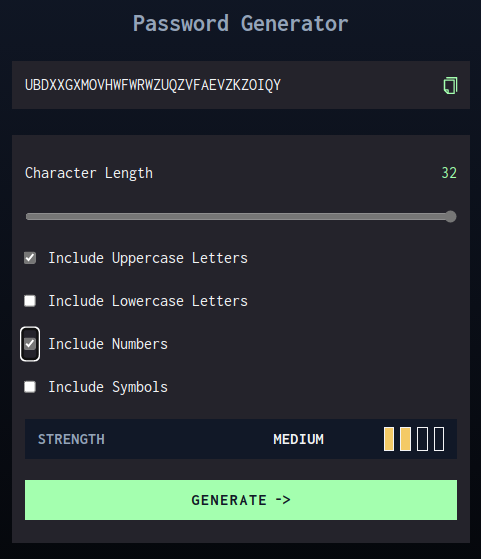 Password Generator
UBDXXGXMOVHWFWRWZUQZVFAEVZKZOIQY
Character Length 32
Include Uppercase Letters
Include Lowercase Letters
Include Numbers
Include Symbols
STRENGTH MEDIUM
GENERATE ->